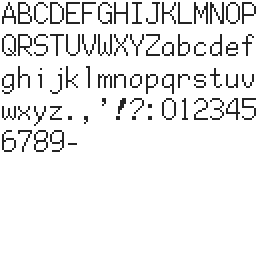 ABCDEFGHIJKLMNOP
QRSTUVWXYZabcdef
ghijklmnopqrstuv
wxyz.,'!?:012345
6789-